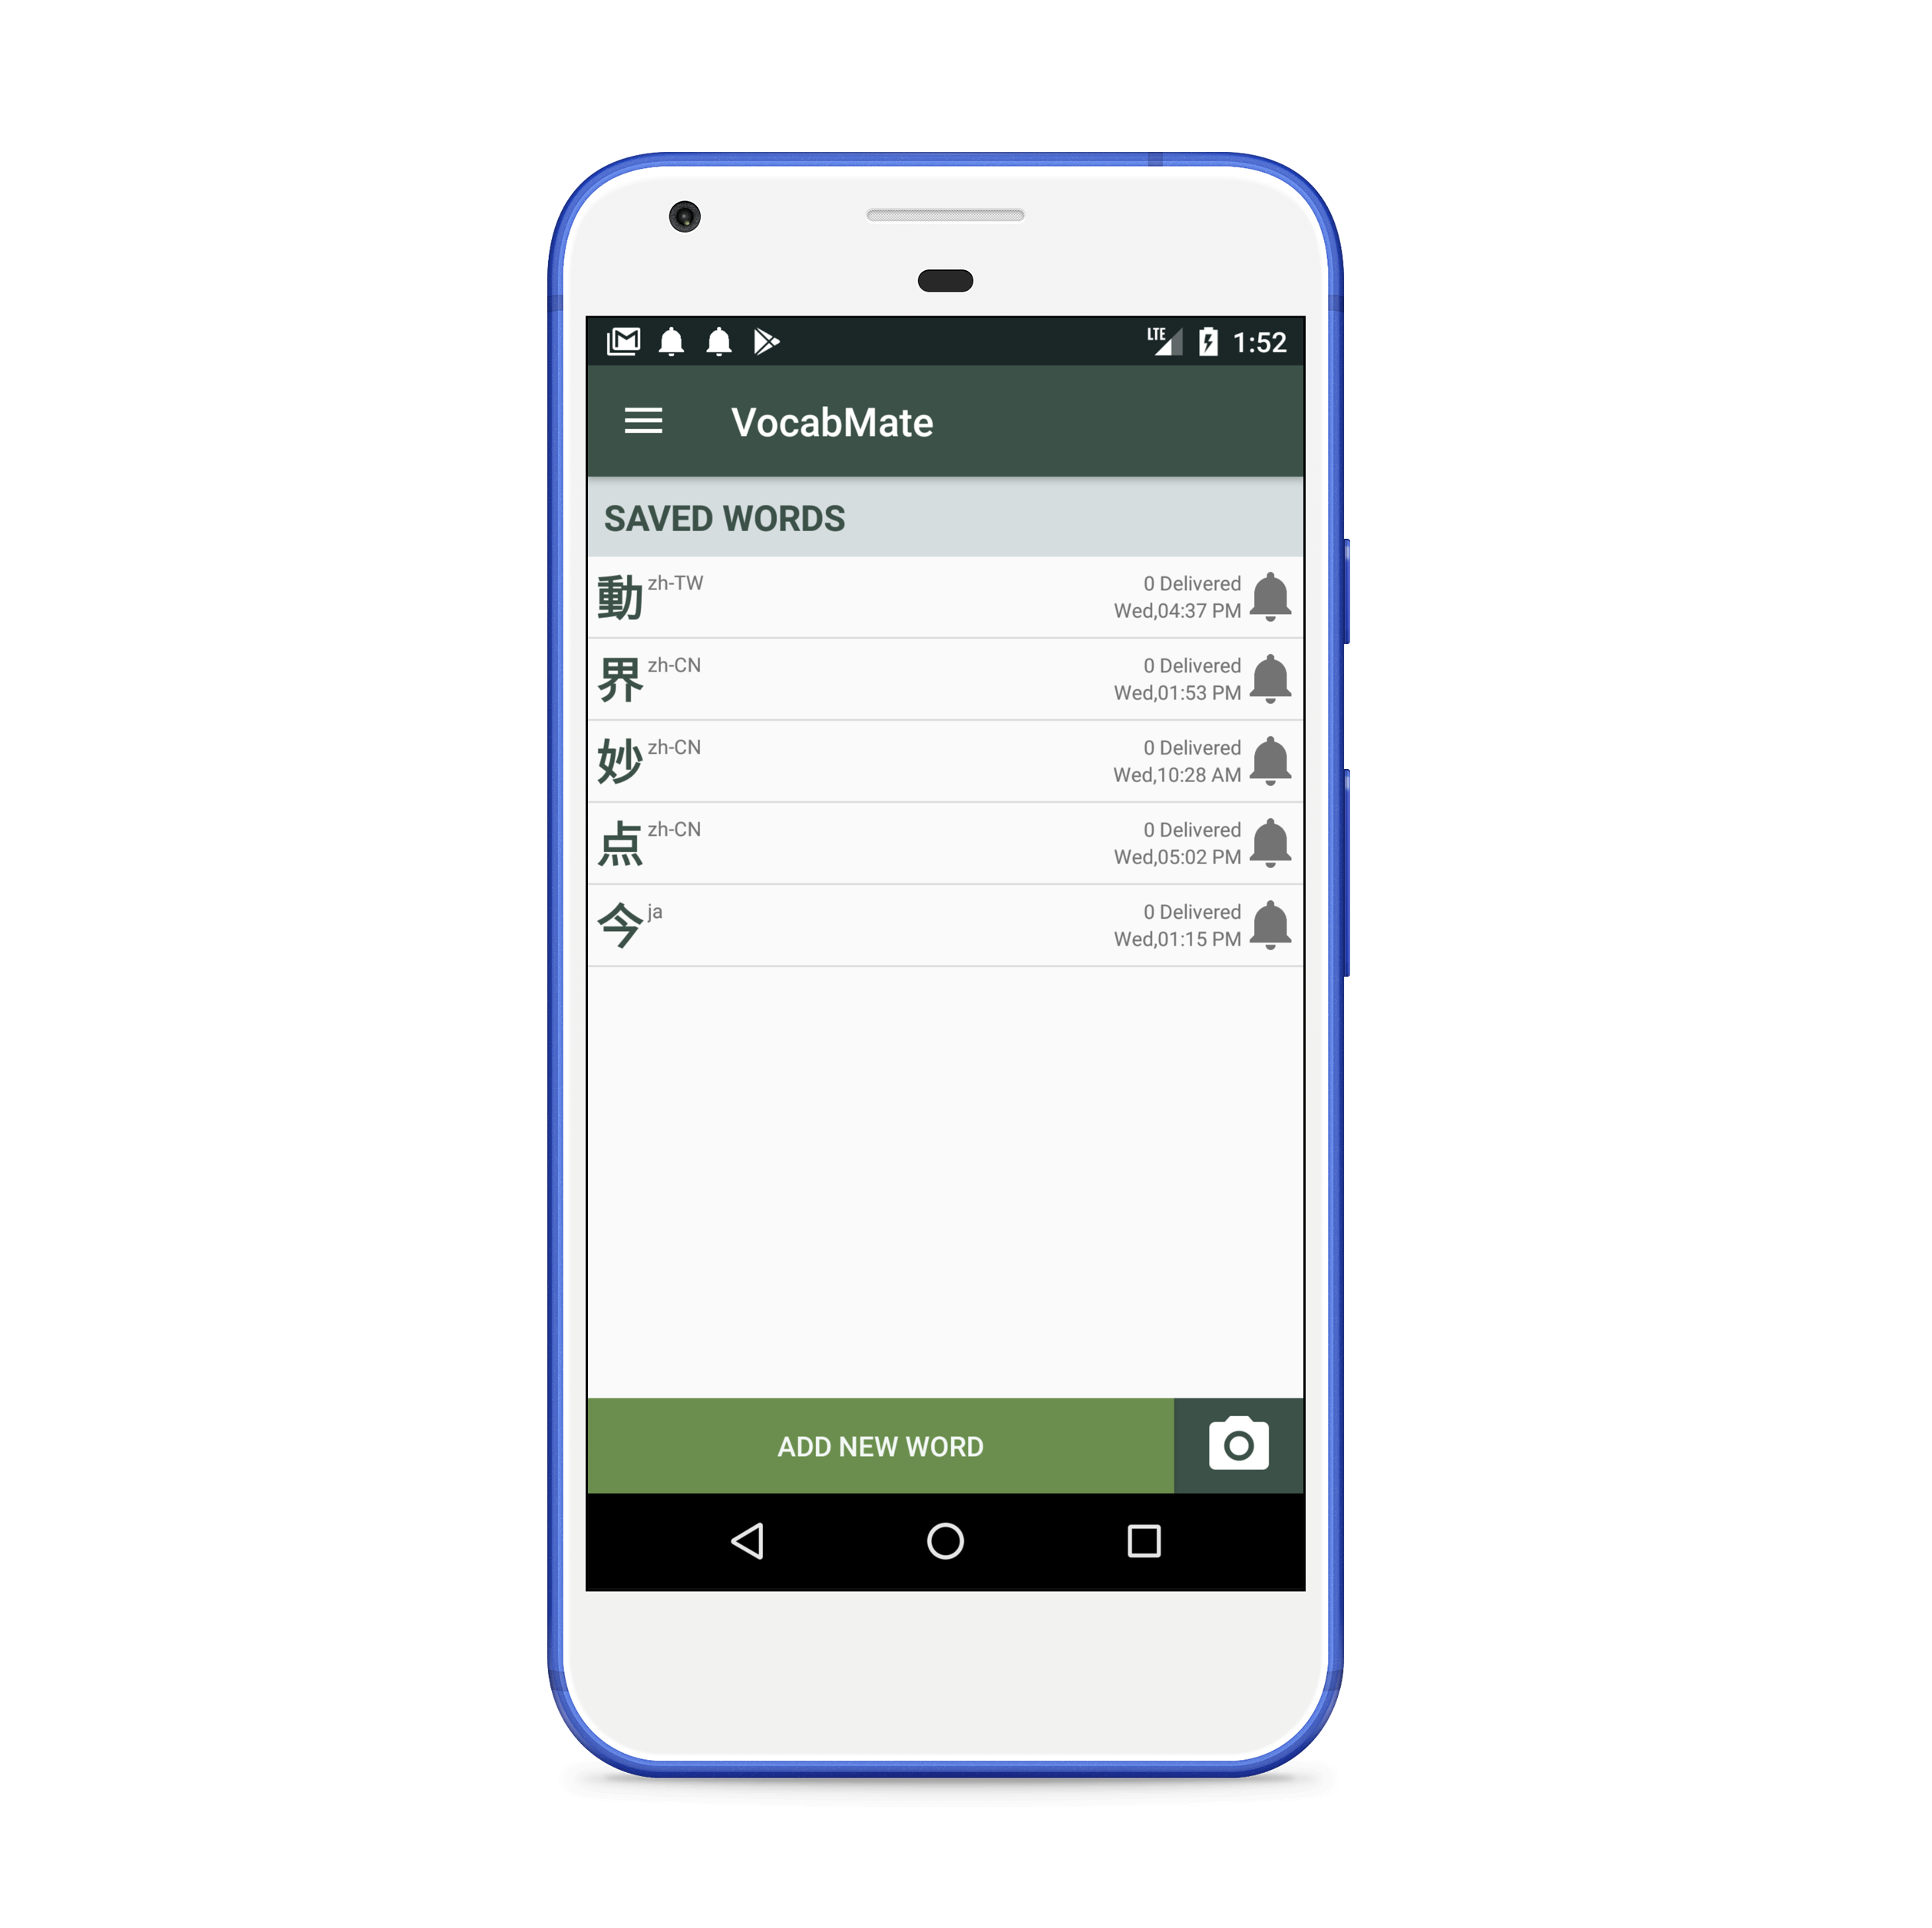 LTE 1:52
VocabMate
SAVED WORDS
動 zh-TW 0 Delivered
Wed,04:37 PM
界 zh-CN 0 Delivered
Wed,01:53 PM
妙 zh-CN 0 Delivered
Wed,10:28 AM
点 zh-CN 0 Delivered
Wed,05:02 PM
今 ja 0 Delivered
Wed,01:15 PM
ADD NEW WORD